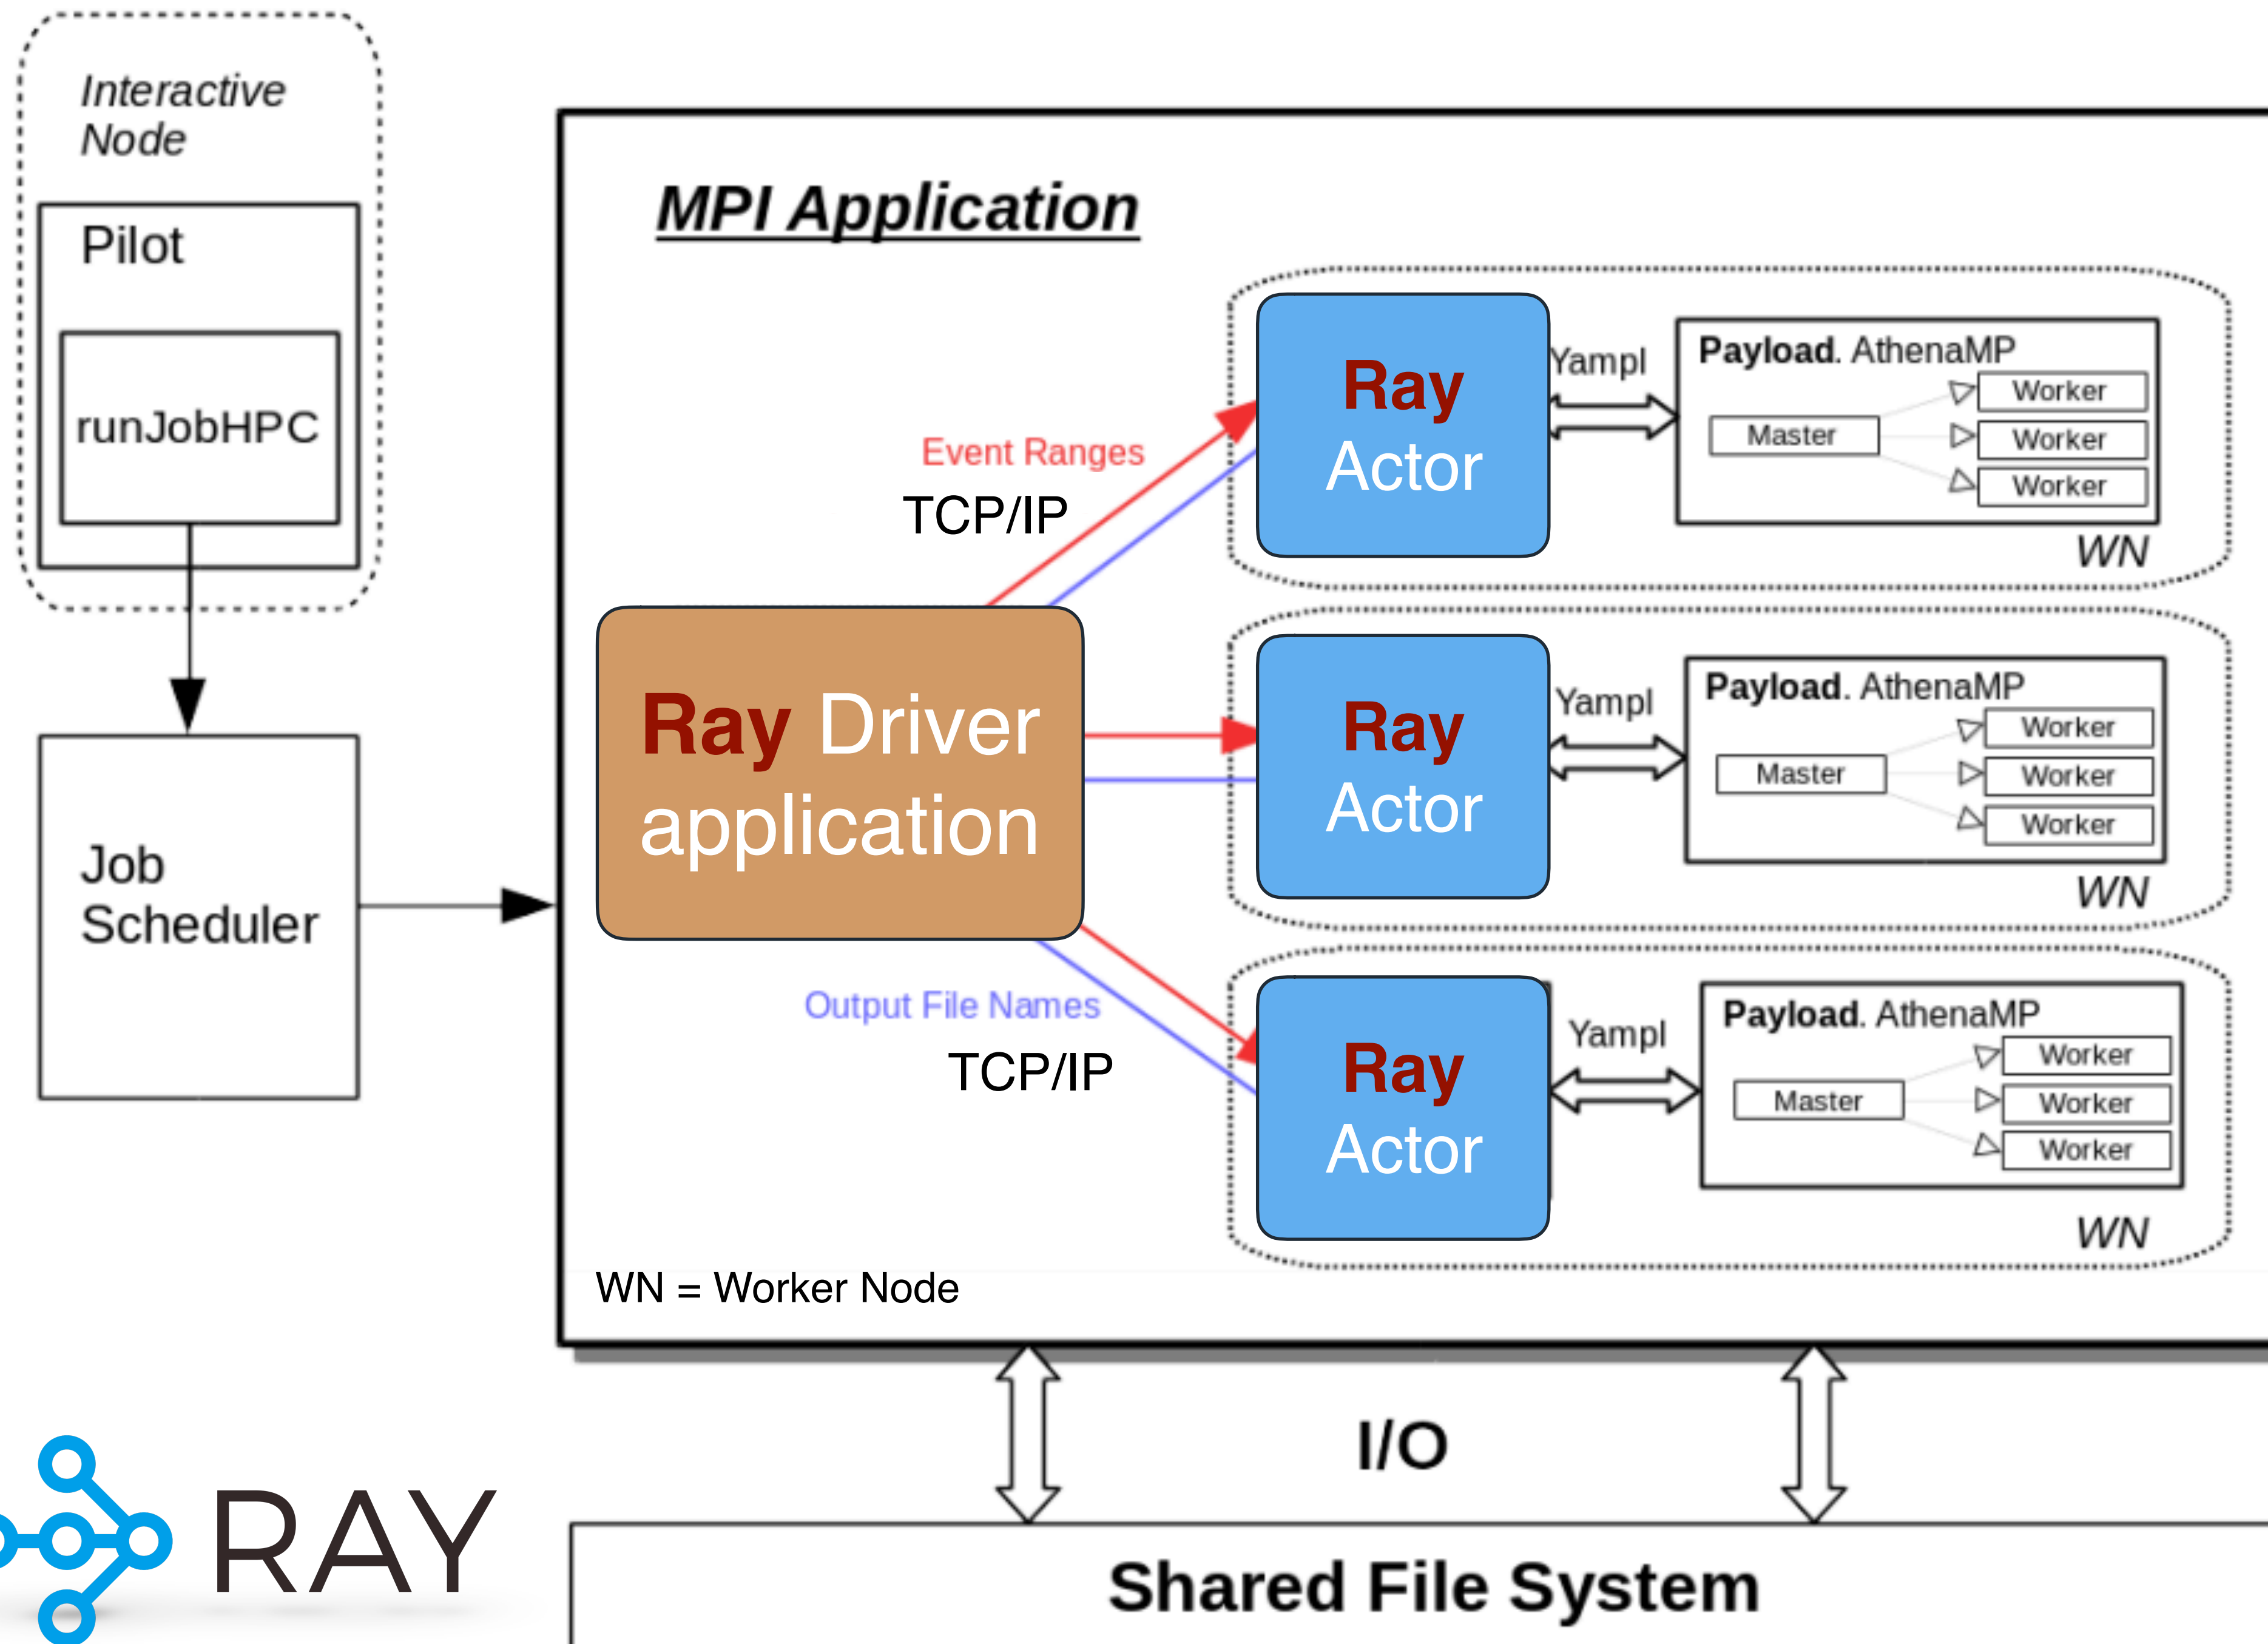 Interactive
Node
Pilot
runJobHPC
Job
Scheduler
MPI Application
Event Ranges
TCP/IP
Ray Driver
application
Output File Names
TCP/IP
WN = Worker Node
Ray
Actor
Yampl
Payload. AthenaMP
Master
Worker
Worker
Worker
WN
Ray
Actor
Yampl
Payload. AthenaMP
Master
Worker
Worker
Worker
WN
Ray
Actor
Yampl
Payload. AthenaMP
Master
Worker
Worker
Worker
WN
I/O
Shared File System
RAY